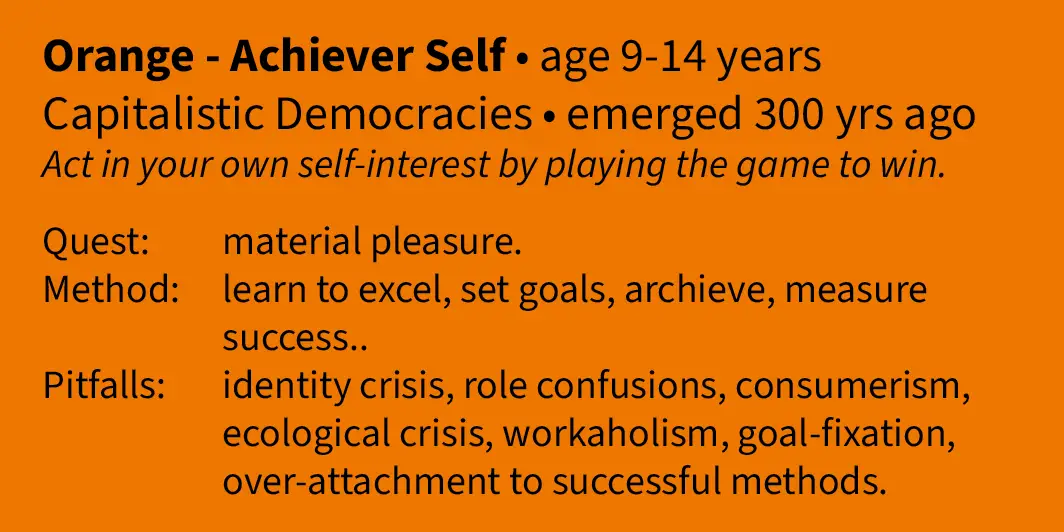 Orange - Achiever Self • age 9-14 years
Capitalistic Democracies • emerged 300 yrs ago
Act in your own self-interest by playing the game to win.
Quest: material pleasure.
Method: learn to excel, set goals, archieve, measure
success..
Pitfalls: identity crisis, role confusions, consumerism,
ecological crisis, workaholism, goal-fixation,
over-attachment to successful methods.